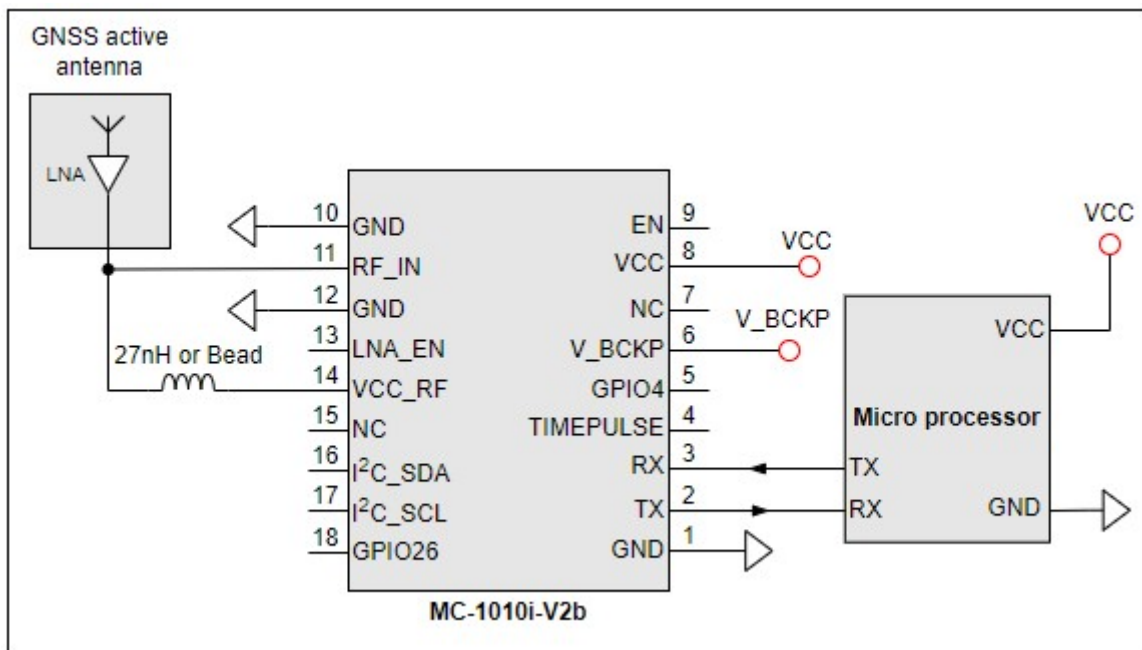 GNSS active
antenna
LNA
27nH or Bead
10 GND
11 RF_IN
12 GND
13 LNA_EN
14 VCC_RF
15 NC
16 I²C_SDA
17 I²C_SCL
18 GPIO26
EN 9
VCC 8
NC 7
V_BCKP 6
GPIO4 5
TIMEPULSE 4
RX 3
TX 2
GND 1
MC-1010i-V2b
VCC
V_BCKP
VCC
VCC
Micro processor
TX
RX GND